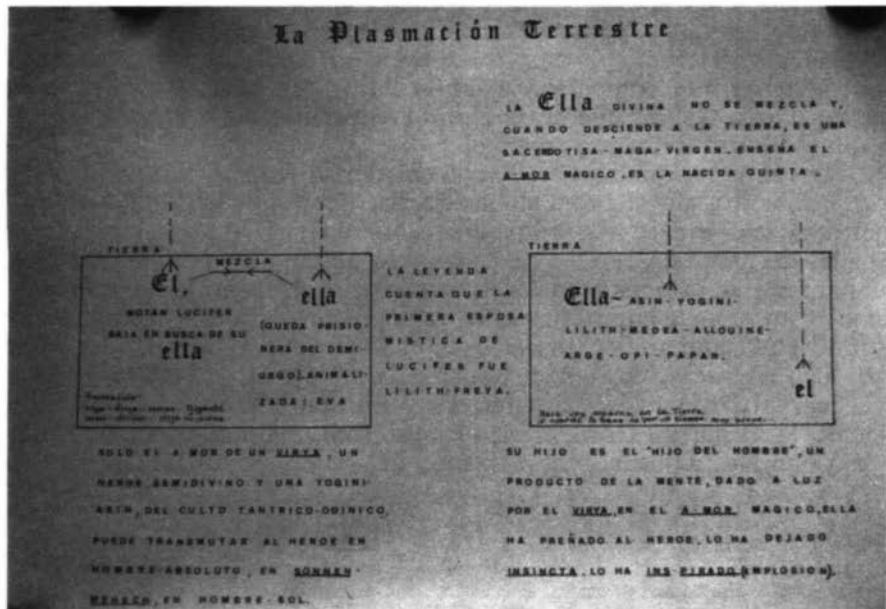 La Plasmación Terrestre
LA Ella DIVINA NO SE MEZCLA Y,
CUANDO DESCIENDE A LA TIERRA, ES UNA
SACERDOTISA-MAGA-VIRGEN. ENSEÑA EL
A-MOR MAGICO. ES LA NACIDA QUINTA.
TIERRA
MEZCLA
El,
WOTAN LUCIFER
BAJA EN BUSCA DE SU
ella
ella
(QUEDA PRISIO-
NERA DEL DEMI-
URGO). ANIMALI-
ZADA: EVA
LA LEYENDA
CUENTA QUE LA
PRIMERA ESPOSA
MISTICA DE
LUCIFER FUE
LILITH-FREYA.
TIERRA
Ella- ASIN-YOGINI-
LILITH-MEDEA-ALLOUINE-
ARGE-OPI-PAPAN.
el
SOLO EL A-MOR DE UN VIRYA, UN
HEROE SEMIDIVINO Y UNA YOGINI-
ASIN, DEL CULTO TANTRICO-ODINICO,
PUEDE TRANSMUTAR AL HEROE EN
HOMBRE-ABSOLUTO, EN SONNEN-
MENSCH, EN HOMBRE-SOL.
SU HIJO ES EL "HIJO DEL HOMBRE", UN
PRODUCTO DE LA MENTE, DADO A LUZ
POR EL VIRYA, EN EL A-MOR MAGICO, ELLA
HA PREÑADO AL HEROE, LO HA DEJADO
INSINCTA, LO HA INS-PIRADO (IMPLOSION).